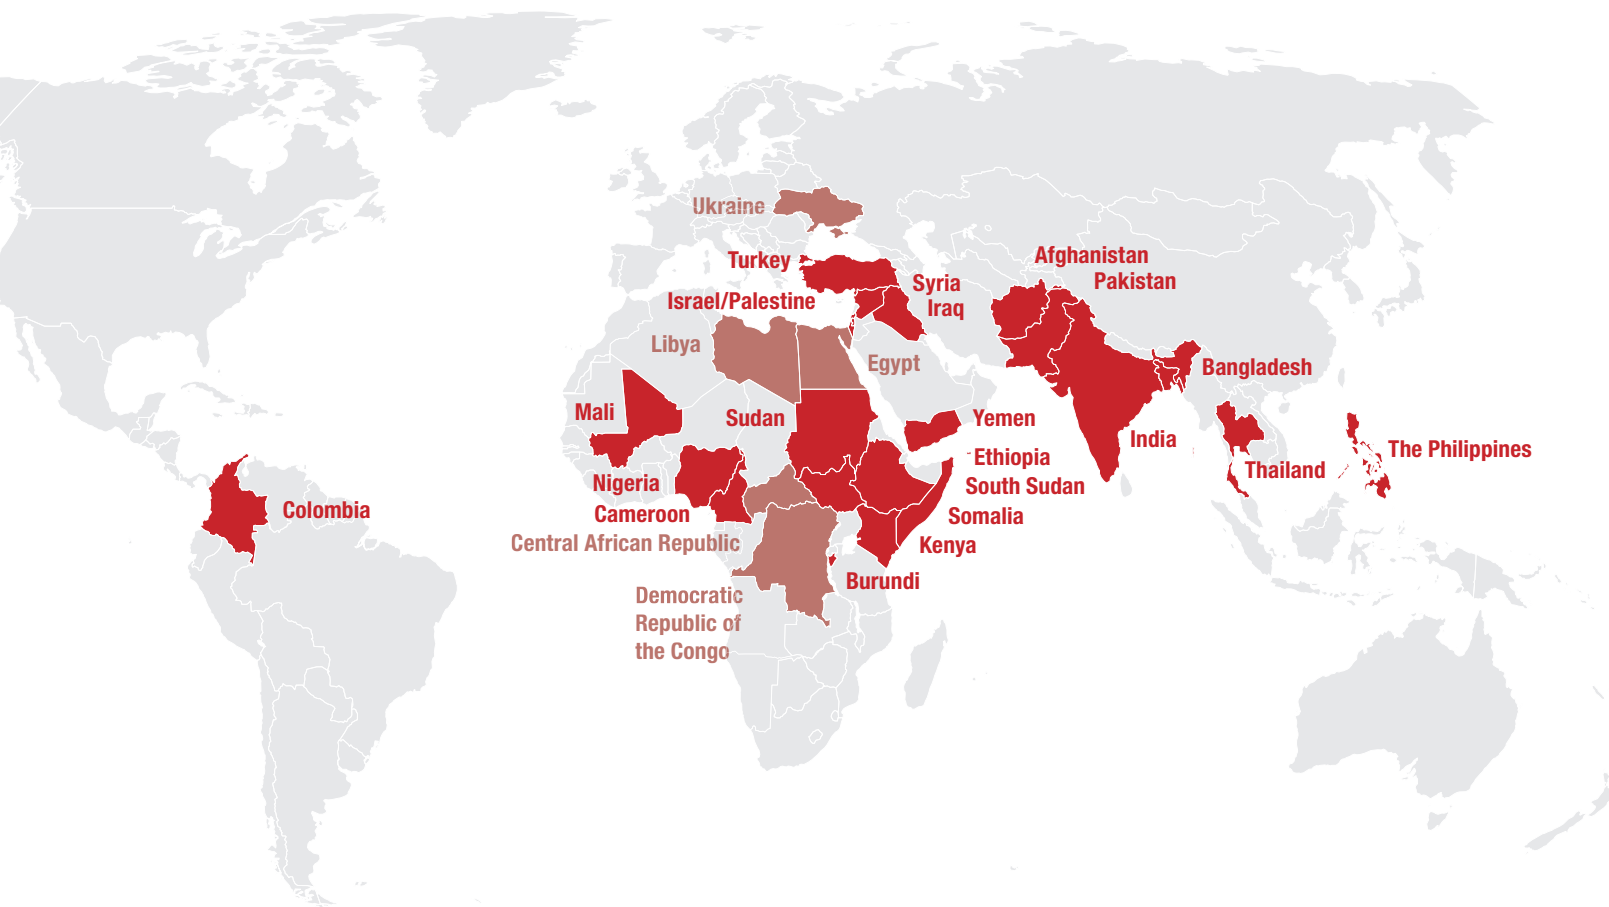 Ukraine
Turkey
Afghanistan
Pakistan
Syria
Israel/Palestine
Iraq
Libya
Egypt
Bangladesh
Mali
Sudan
Yemen
India
The Philippines
Ethiopia
Thailand
Nigeria
South Sudan
Colombia
Cameroon
Somalia
Central African Republic
Kenya
Burundi
Democratic
Republic of
the Congo